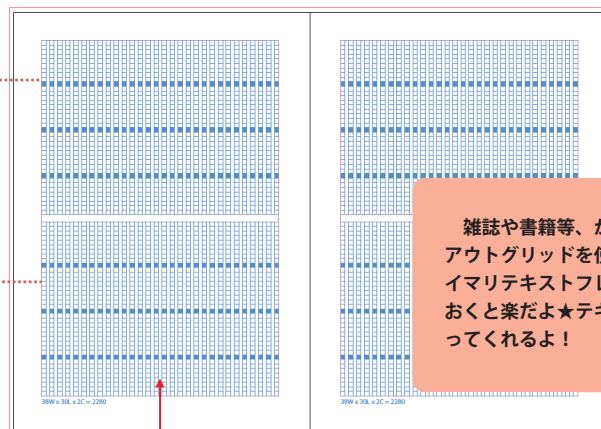 雑誌や書籍等、
アウトグリッドを
イマリテキストフレ
おくと楽だよ★テキ
ってくれるよ！
38W x 30L x 2C = 2280
38W x 30L x 2C = 2280